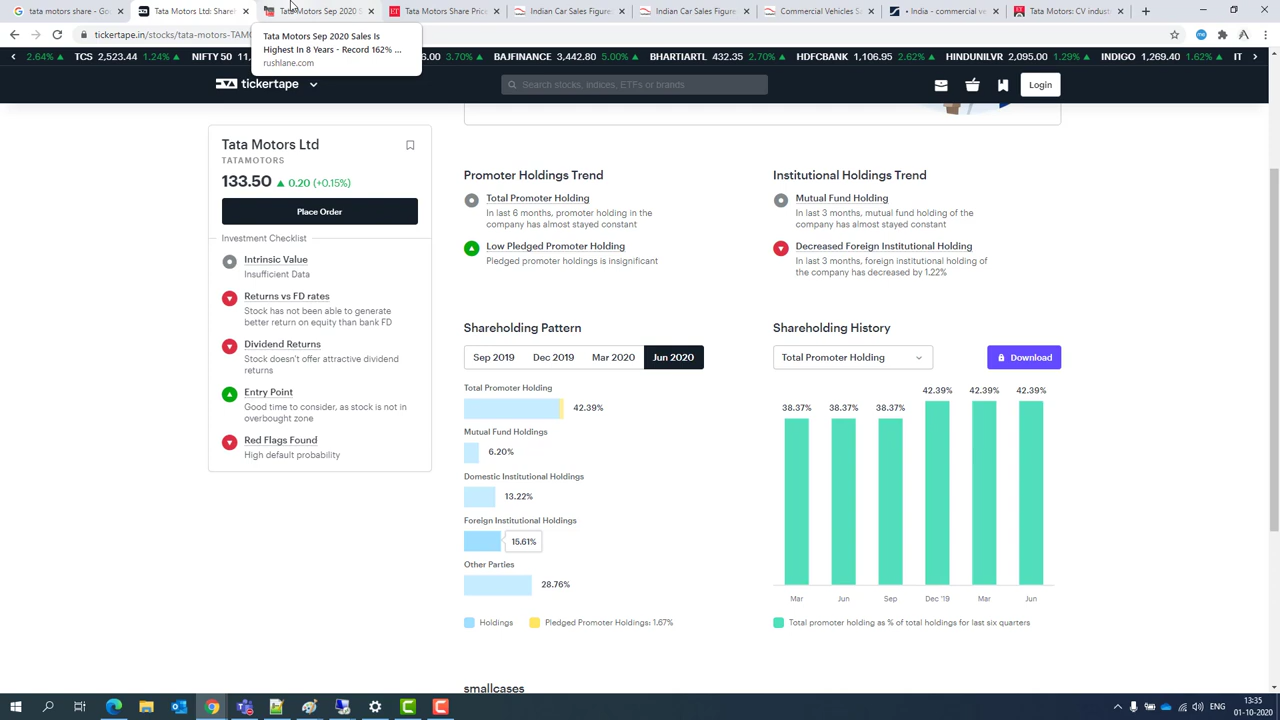 tata motors share - Go
Tata Motors Ltd: Share
Tata Motors Sep 2020 S
Tata Motors Share Pric
Indian Car Sales Figure
Indian Car Sales Figure
Commercial Vehicles S
- India - commercial ve
Tata Motors: CV indust
tickertape.in/stocks/tata-motors-TAM
Tata Motors Sep 2020 Sales Is
Highest In 8 Years - Record 162% ...
rushlane.com
2.64%
TCS 2,523.44 1.24%
NIFTY 50
3.70%
BAJFINANCE 3,442.80 5.00%
BHARTIARTL 432.35 2.70%
HDFCBANK 1,106.95 2.62%
HINDUNILVR 2,095.00 1.29%
INDIGO 1,269.40 1.62%
IT
tickertape
Search stocks, indices, ETFs or brands
Login
Tata Motors Ltd
TATAMOTORS
133.50 0.20 (+0.15%)
Place Order
Investment Checklist
Intrinsic Value
Insufficient Data
Returns vs FD rates
Stock has not been able to generate
better return on equity than bank FD
Dividend Returns
Stock doesn't offer attractive dividend
returns
Entry Point
Good time to consider, as stock is not in
overbought zone
Red Flags Found
High default probability
Promoter Holdings Trend
Total Promoter Holding
In last 6 months, promoter holding in the
company has almost stayed constant
Low Pledged Promoter Holding
Pledged promoter holdings is insignificant
Institutional Holdings Trend
Mutual Fund Holding
In last 3 months, mutual fund holding of the
company has almost stayed constant
Decreased Foreign Institutional Holding
In last 3 months, foreign institutional holding of
the company has decreased by 1.22%
Shareholding Pattern
Sep 2019 Dec 2019 Mar 2020 Jun 2020
Total Promoter Holding
42.39%
Mutual Fund Holdings
6.20%
Domestic Institutional Holdings
13.22%
Foreign Institutional Holdings
15.61%
Other Parties
28.76%
Holdings Pledged Promoter Holdings: 1.67%
Shareholding History
Total Promoter Holding
Download
38.37% 38.37% 38.37% 42.39% 42.39% 42.39%
Mar Jun Sep Dec '19 Mar Jun
Total promoter holding as % of total holdings for last six quarters
smallcases
ENG
13:35
01-10-2020